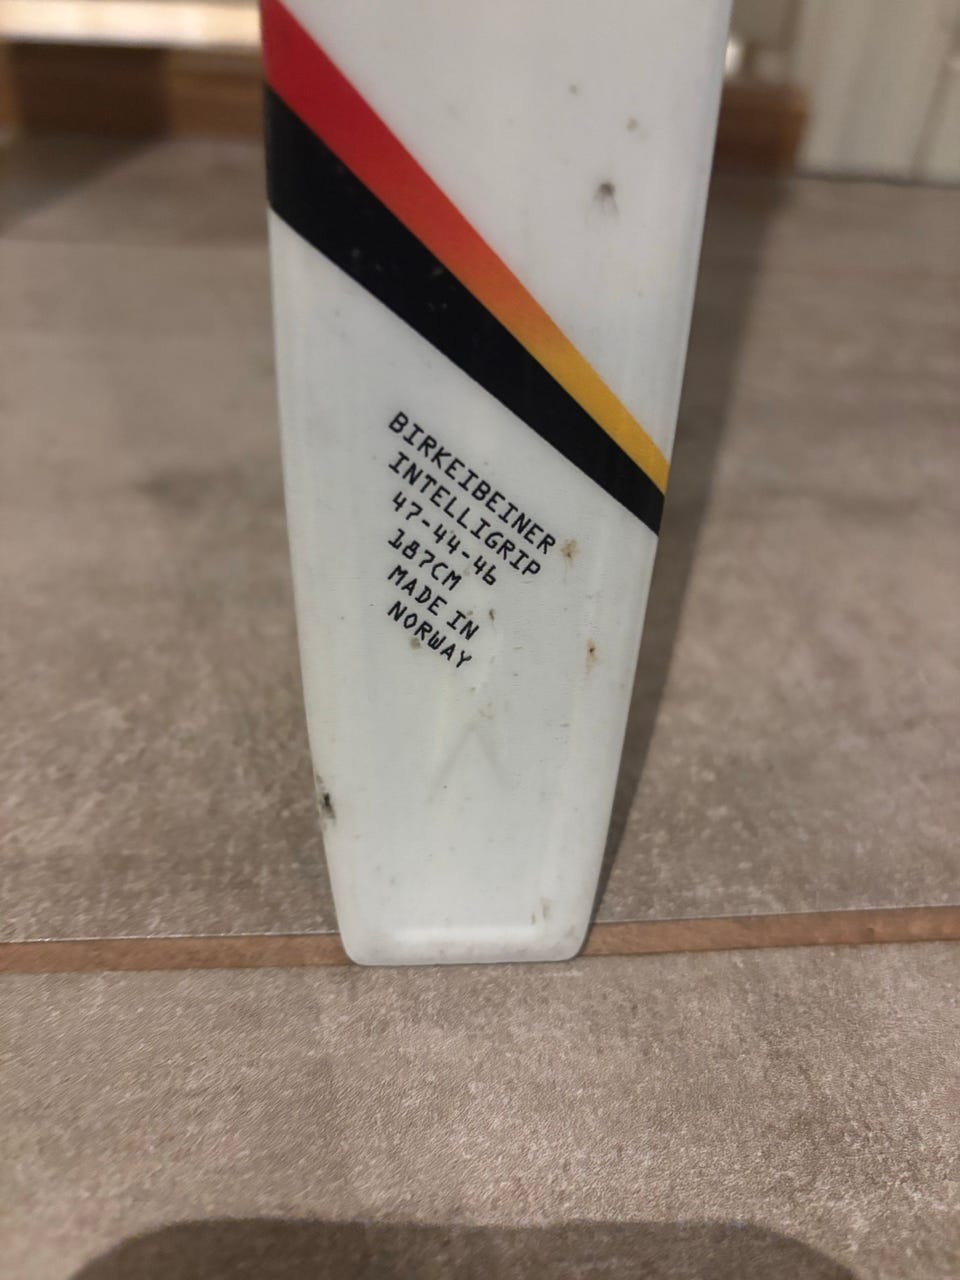 BIRKEIBEINER
INTELLIGRIP
47-44-46
187CM
MADE IN
NORWAY